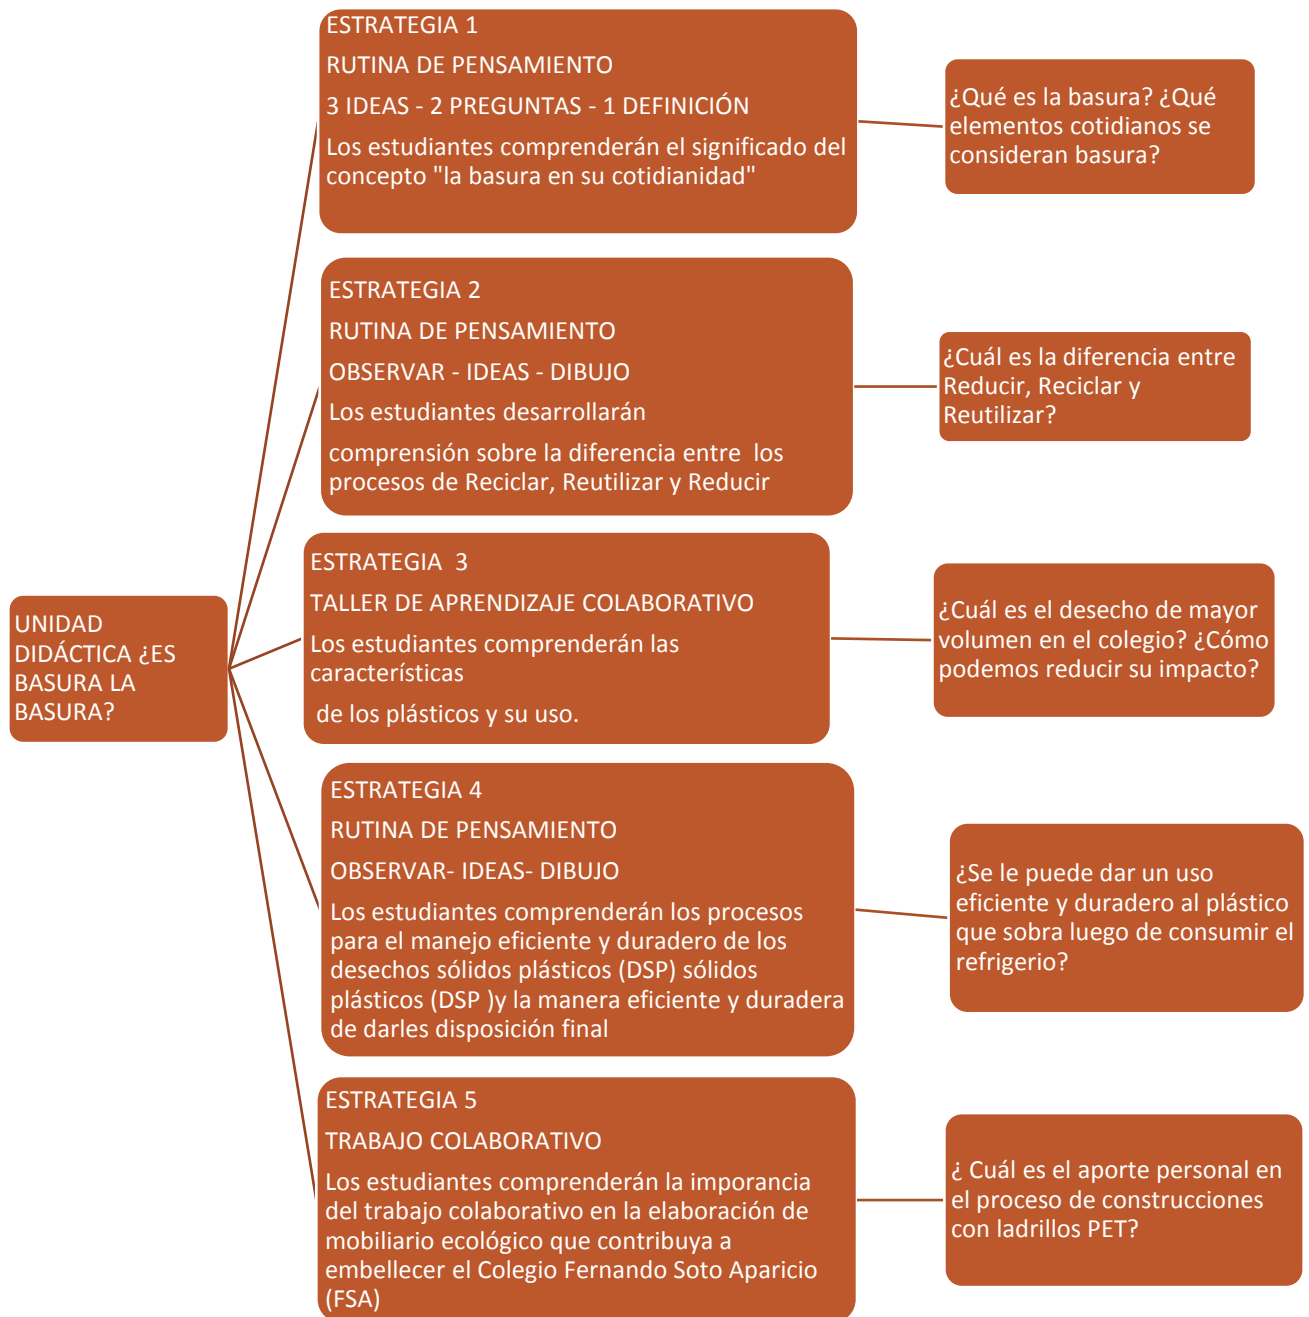 UNIDAD
DIDÁCTICA ¿ES
BASURA LA
BASURA?
ESTRATEGIA 1
RUTINA DE PENSAMIENTO
3 IDEAS - 2 PREGUNTAS - 1 DEFINICIÓN
Los estudiantes comprenderán el significado del
concepto "la basura en su cotidianidad"
¿Qué es la basura? ¿Qué
elementos cotidianos se
consideran basura?
ESTRATEGIA 2
RUTINA DE PENSAMIENTO
OBSERVAR - IDEAS - DIBUJO
Los estudiantes desarrollarán
comprensión sobre la diferencia entre  los
procesos de Reciclar, Reutilizar y Reducir
¿Cuál es la diferencia entre
Reducir, Reciclar y
Reutilizar?
ESTRATEGIA  3
TALLER DE APRENDIZAJE COLABORATIVO
Los estudiantes comprenderán las
características
de los plásticos y su uso.
¿Cuál es el desecho de mayor
volumen en el colegio? ¿Cómo
podemos reducir su impacto?
ESTRATEGIA 4
RUTINA DE PENSAMIENTO
OBSERVAR- IDEAS- DIBUJO
Los estudiantes comprenderán los procesos
para el manejo eficiente y duradero de los
desechos sólidos plásticos (DSP) sólidos
plásticos (DSP )y la manera eficiente y duradera
de darles disposición final
¿Se le puede dar un uso
eficiente y duradero al plástico
que sobra luego de consumir el
refrigerio?
ESTRATEGIA 5
TRABAJO COLABORATIVO
Los estudiantes comprenderán la imporancia
del trabajo colaborativo en la elaboración de
mobiliario ecológico que contribuya a
embellecer el Colegio Fernando Soto Aparicio
(FSA)
¿ Cuál es el aporte personal en
el proceso de construcciones
con ladrillos PET?